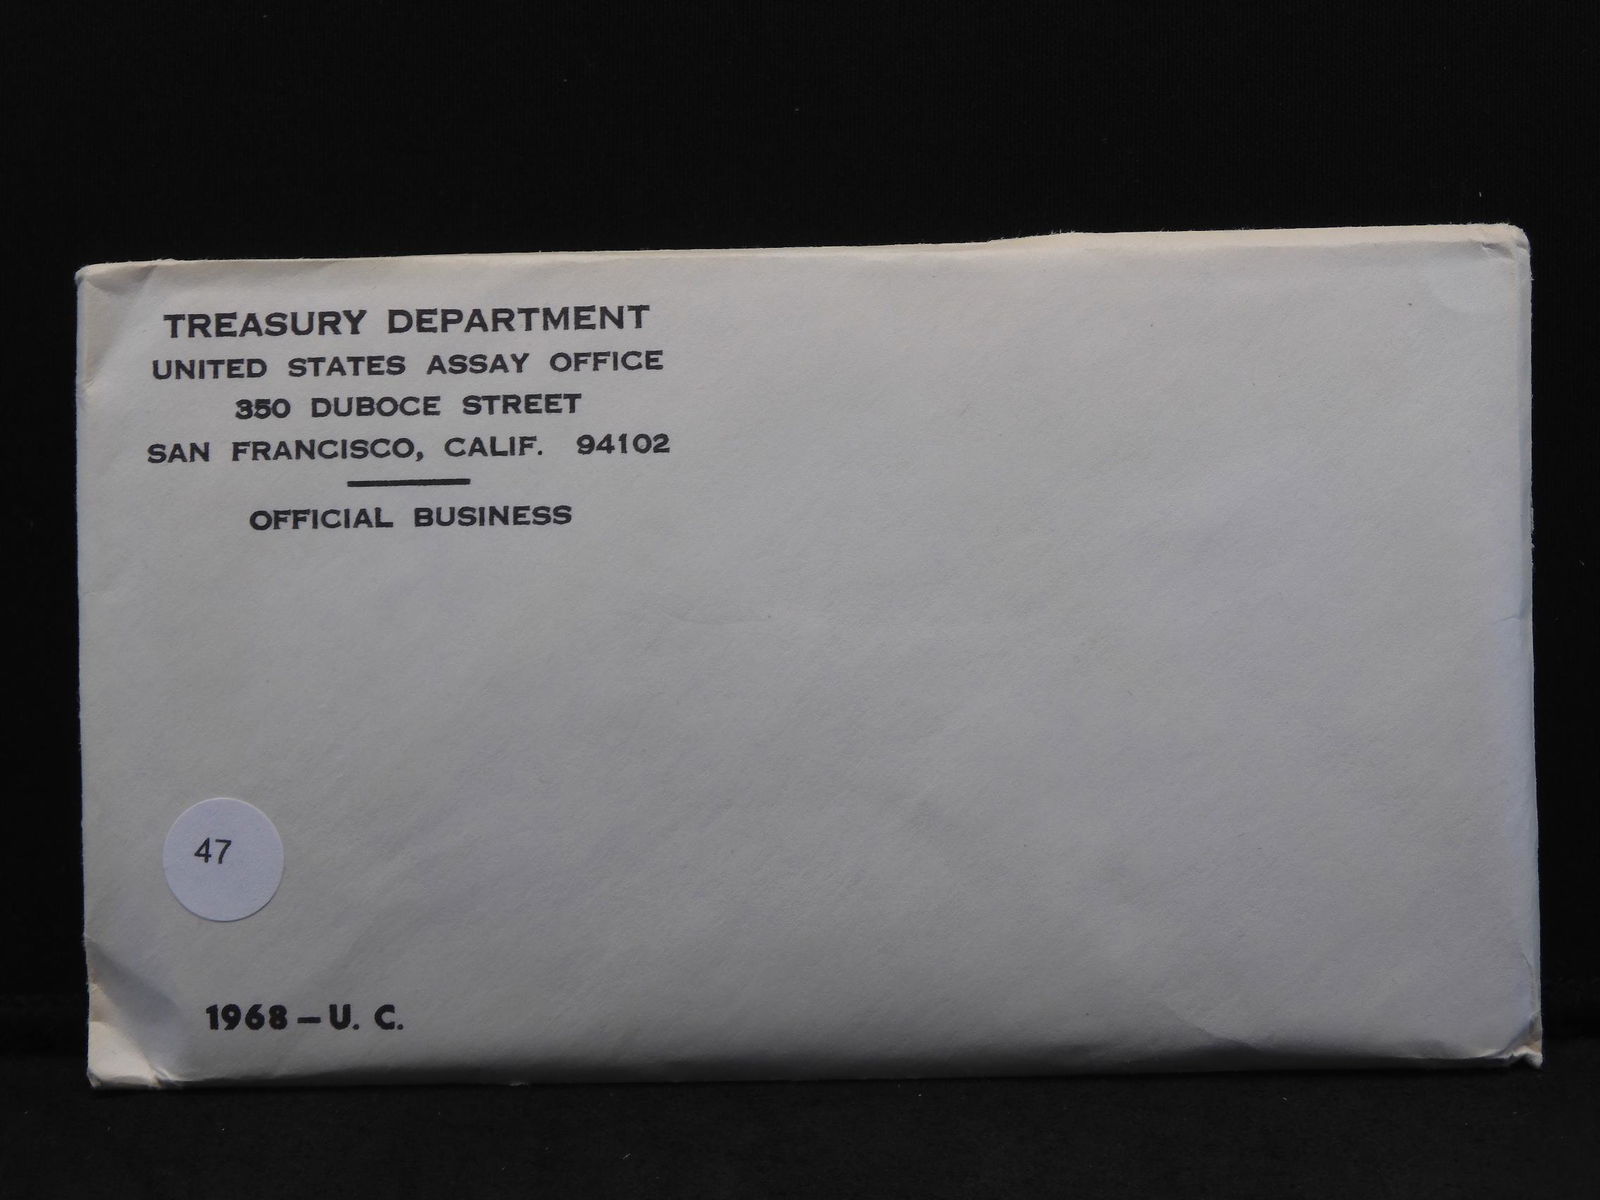 TREASURY DEPARTMENT
UNITED STATES ASSAY OFFICE
350 DUBOCE STREET
SAN FRANCISCO, CALIF. 94102
OFFICIAL BUSINESS
47
1968 – U. C.